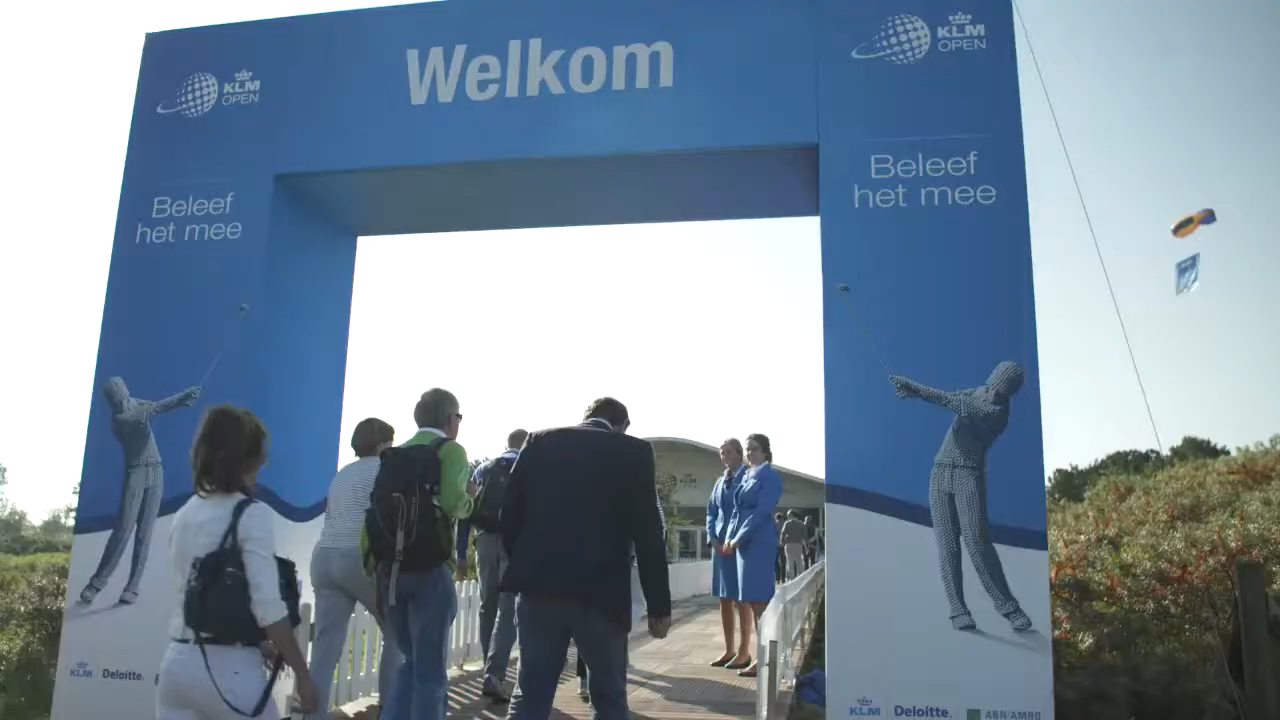 Welkom
KLM
OPEN
Beleef
het mee
KLM
OPEN
Beleef
het mee
KLM
Deloitte.
KLM
Deloitte.
ABN·AMRO